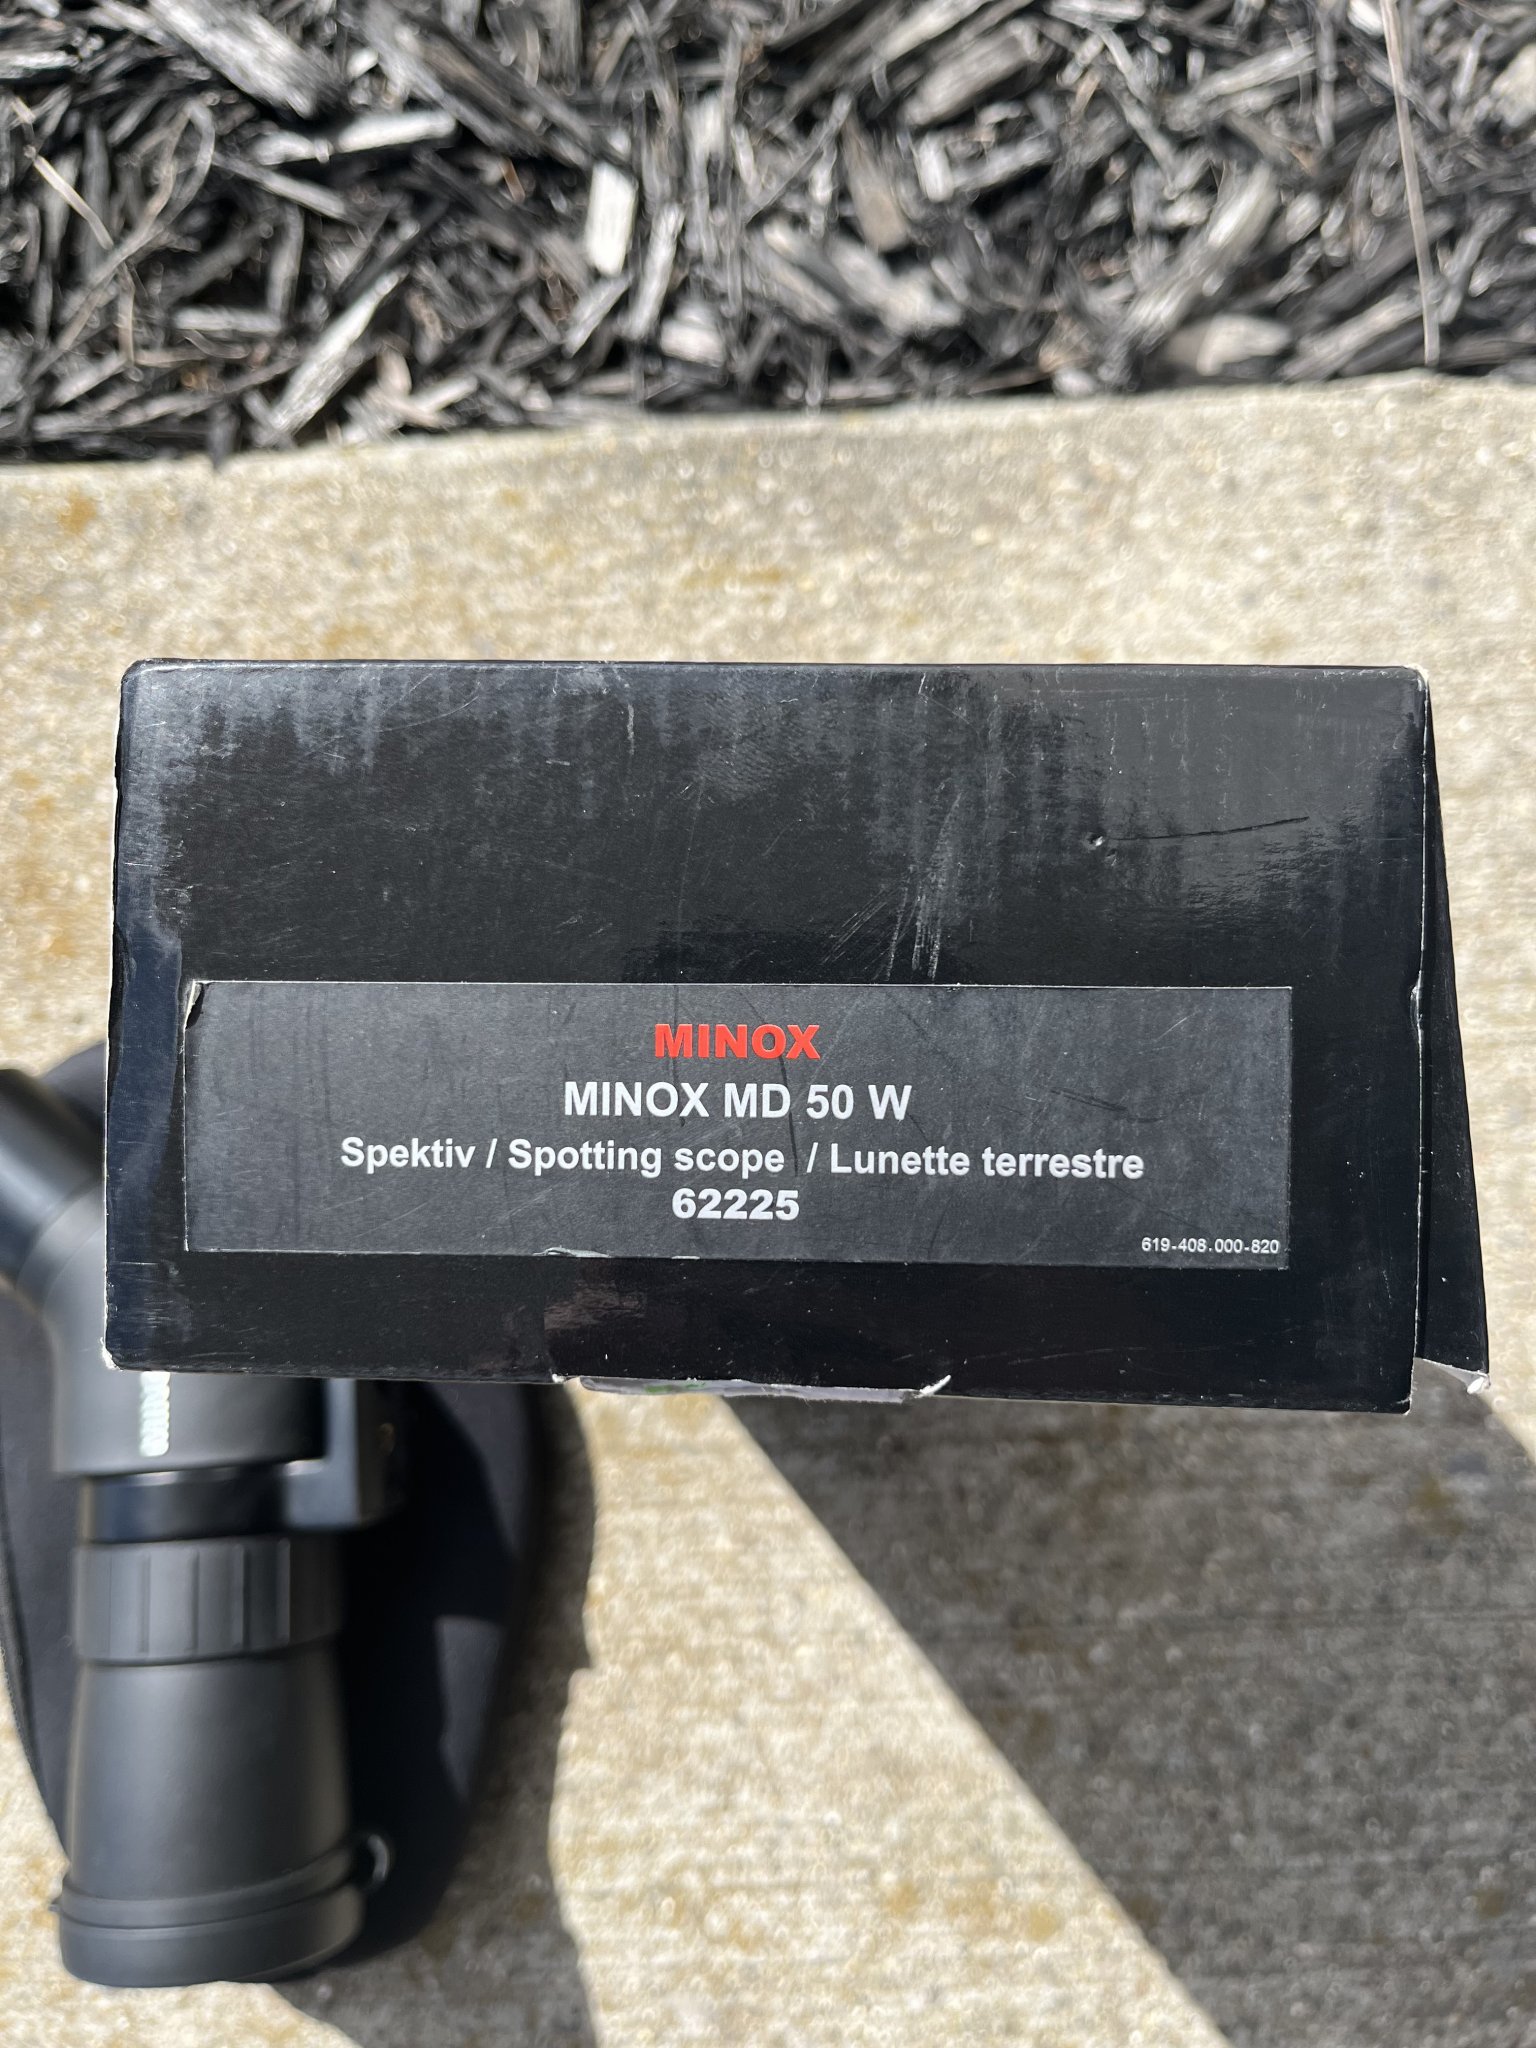 MINOX
MINOX MD 50 W
Spektiv / Spotting scope / Lunette terrestre
62225
619-408.000-820